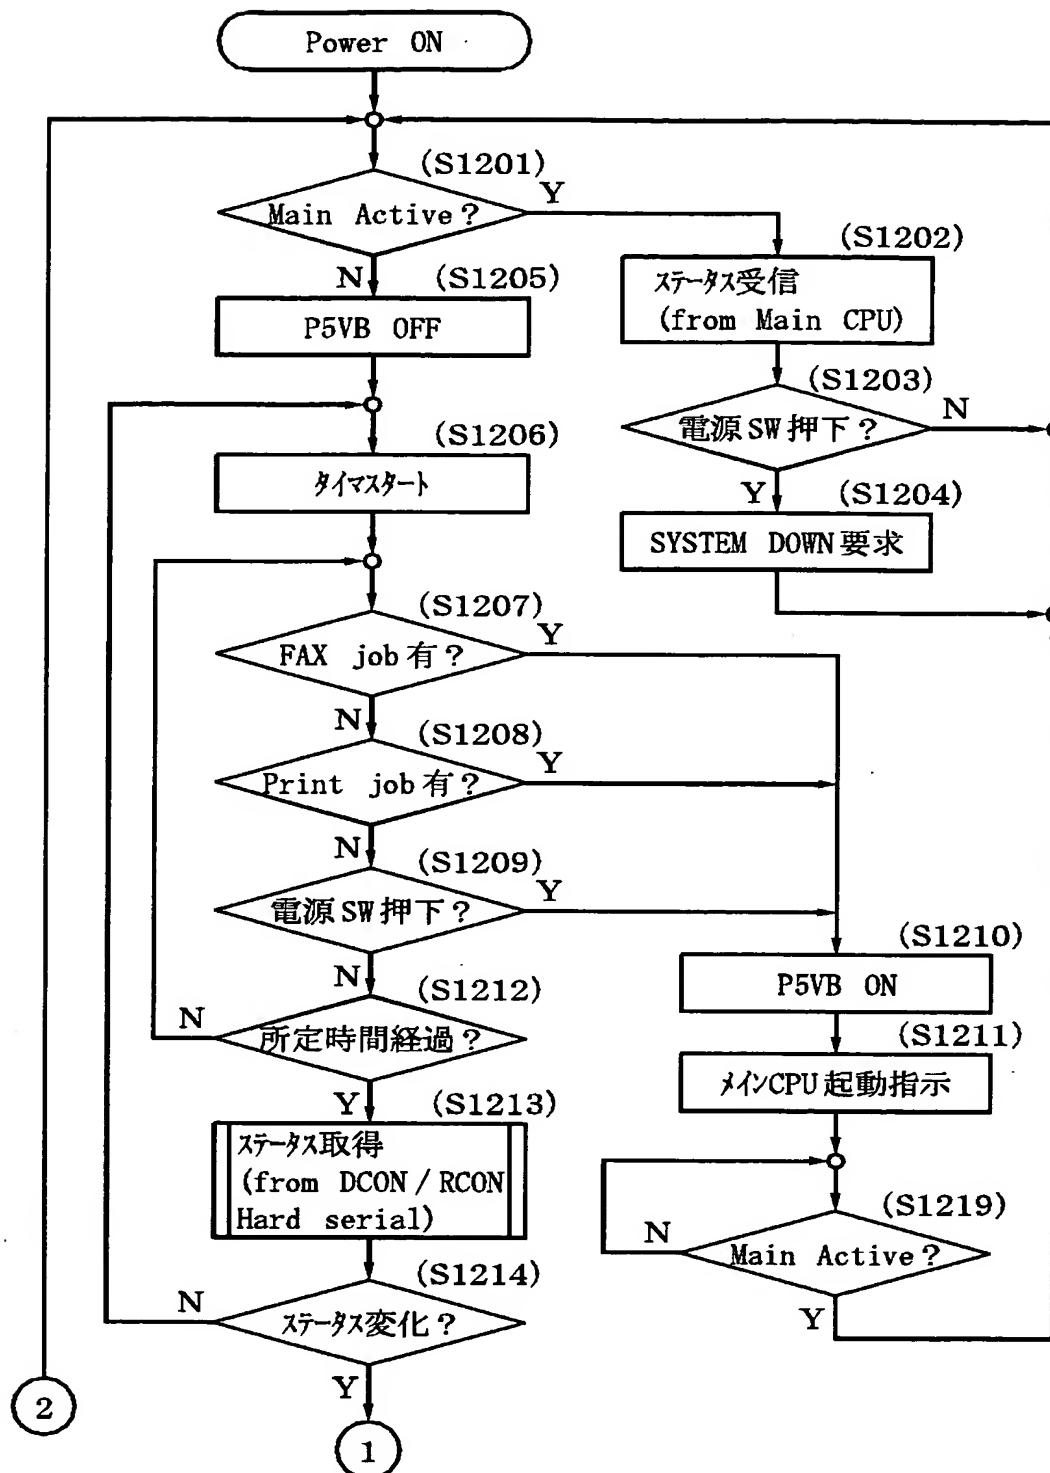 Power ON
(S1201)
Main Active?
Y
N
(S1202)
ステータス受信
(from Main CPU)
(S1205)
P5VB OFF
(S1203)
電源SW押下?
N
Y
(S1206)
タイマスタート
(S1204)
SYSTEM DOWN要求
(S1207)
FAX job有?
Y
N
(S1208)
Print job有?
Y
N
(S1209)
電源SW押下?
Y
N
(S1210)
P5VB ON
(S1212)
所定時間経過?
N
Y
(S1211)
メインCPU起動指示
(S1213)
ステータス取得
(from DCON/RCON
Hard serial)
(S1219)
Main Active?
N
Y
(S1214)
ステータス変化?
N
Y
2
1